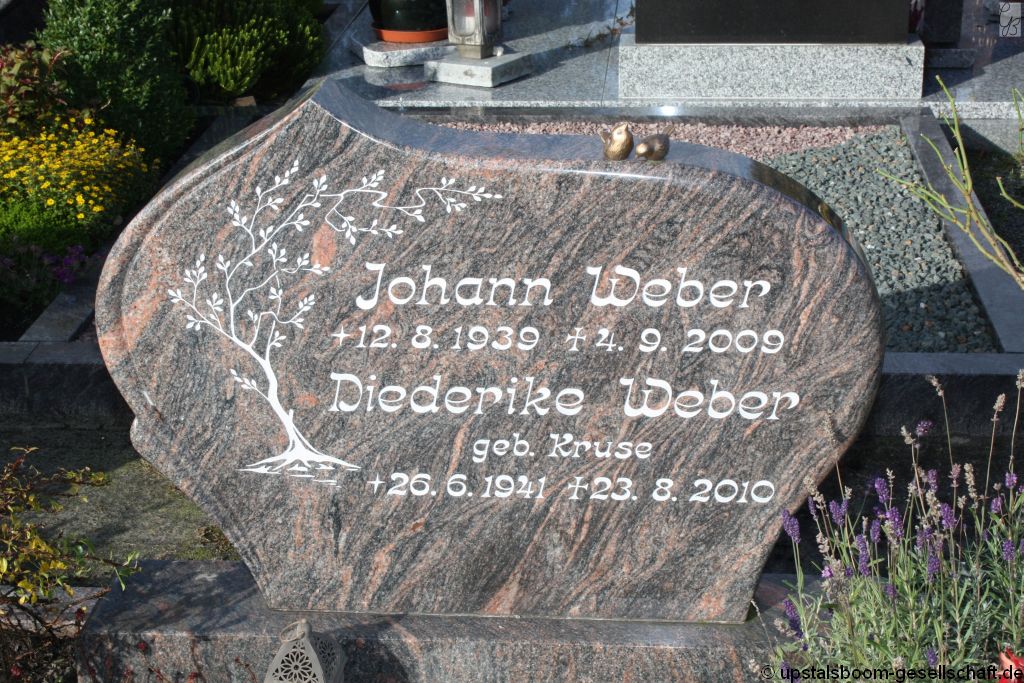 Johann Weber
+12. 8. 1939 ✝4. 9. 2009
Diederike Weber
geb. Kruse
+26. 6. 1941 ✝23. 8. 2010
© upstalsboom-gesellschaft.de